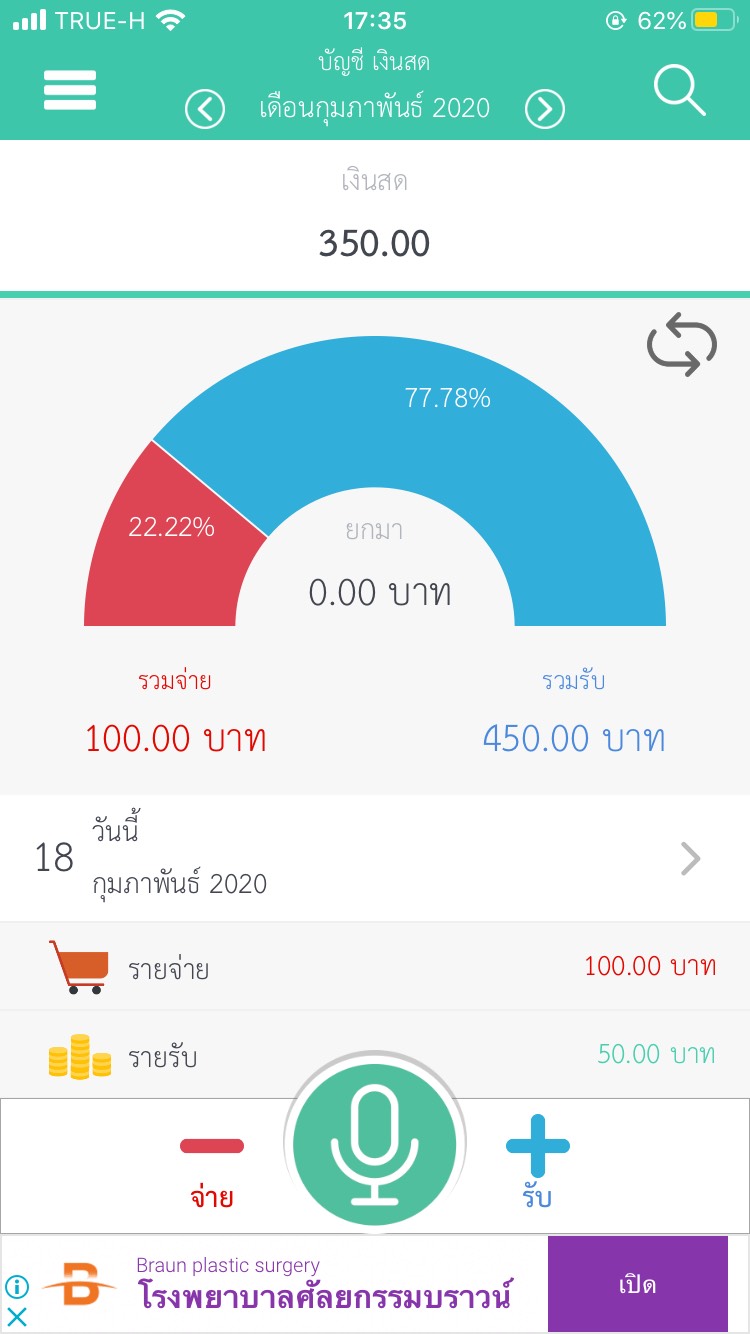 TRUE-H
17:35
62%
บัญชี เงินสด
เดือนกุมภาพันธ์ 2020
เงินสด
350.00
77.78%
22.22%
ยกมา
0.00 บาท
รวมจ่าย
รวมรับ
100.00 บาท
450.00 บาท
18
วันนี้
กุมภาพันธ์ 2020
รายจ่าย
100.00 บาท
รายรับ
50.00 บาท
จ่าย
รับ
Braun plastic surgery
โรงพยาบาลศัลยกรรมบราวน์
เปิด
B